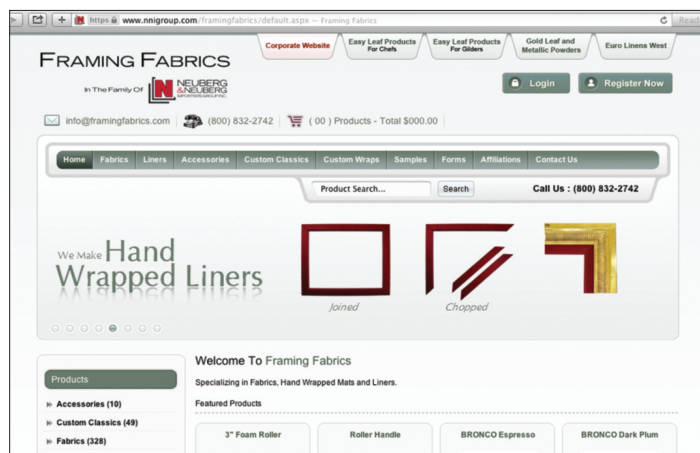 https www.nnigroup.com/framingfabrics/default.aspx — Framing Fabrics
Read
Corporate Website
Easy Leaf Products For Chefs
Easy Leaf Products For Gilders
Gold Leaf and Metallic Powders
Euro Linens West
FRAMING FABRICS
In The Family Of N NEUBERG & NEUBERG IMPORTERS GROUP, INC.
Login
Register Now
info@framingfabrics.com
(800) 832-2742
( 00 ) Products - Total $000.00
Home Fabrics Liners Accessories Custom Classics Custom Wraps Samples Forms Affiliations Contact Us
Product Search...
Search
Call Us : (800) 832-2742
We Make Hand
Wrapped Liners
Joined
Chopped
Products
Accessories (10)
Custom Classics (49)
Fabrics (328)
Welcome To Framing Fabrics
Specializing in Fabrics, Hand Wrapped Mats and Liners.
Featured Products
3" Foam Roller
Roller Handle
BRONCO Espresso
BRONCO Dark Plum